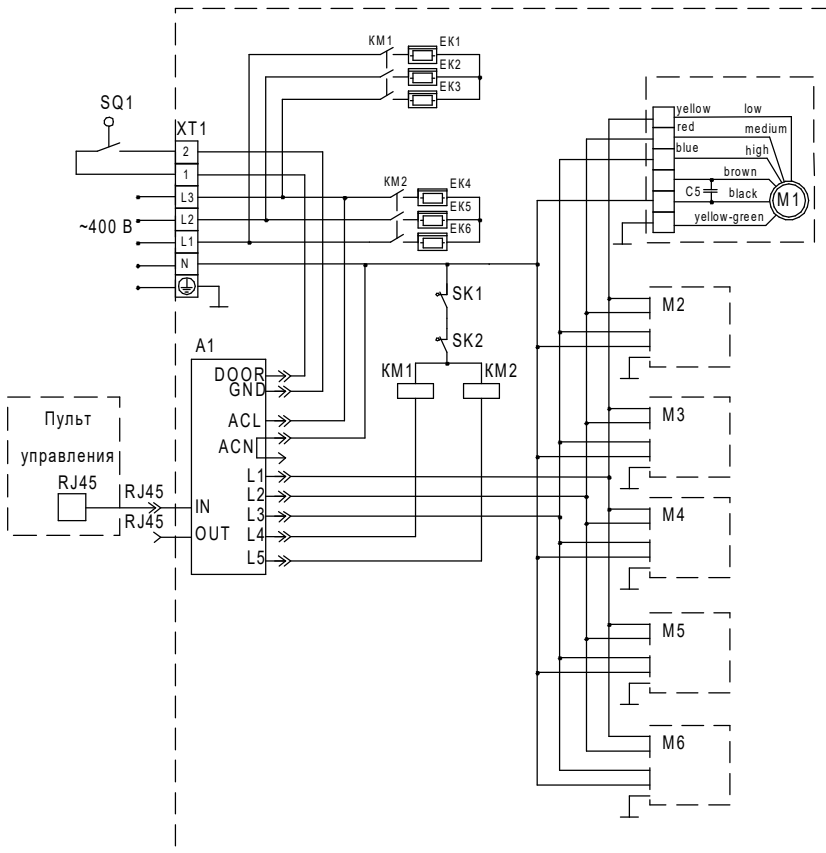 KM1
EK1
EK2
EK3
SQ1
XT1
2
1
L3
L2
L1
N
~400 В
KM2
EK4
EK5
EK6
yellow
low
red
medium
blue
high
brown
C5
black
M1
yellow-green
SK1
SK2
KM1
KM2
M2
M3
M4
M5
M6
A1
DOOR
GND
ACL
ACN
L1
L2
L3
L4
L5
IN
OUT
Пульт
управления
RJ45
RJ45
RJ45